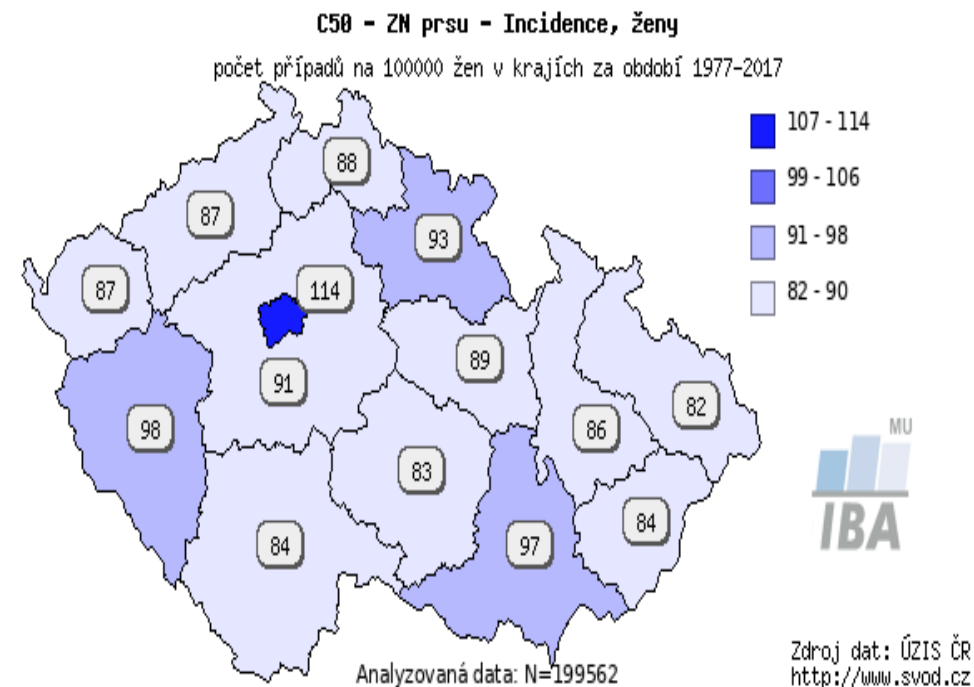 C50 - ZN prsu - Incidence, ženy
počet případů na 100000 žen v krajích za období 1977-2017
107 - 114
99 - 106
91 - 98
82 - 90
88
87
93
87
114
89
91
98
82
86
83
84
84
97
MU
IBA
Analyzovaná data: N=199562
Zdroj dat: ÚZIS ČR
http://www.svod.cz